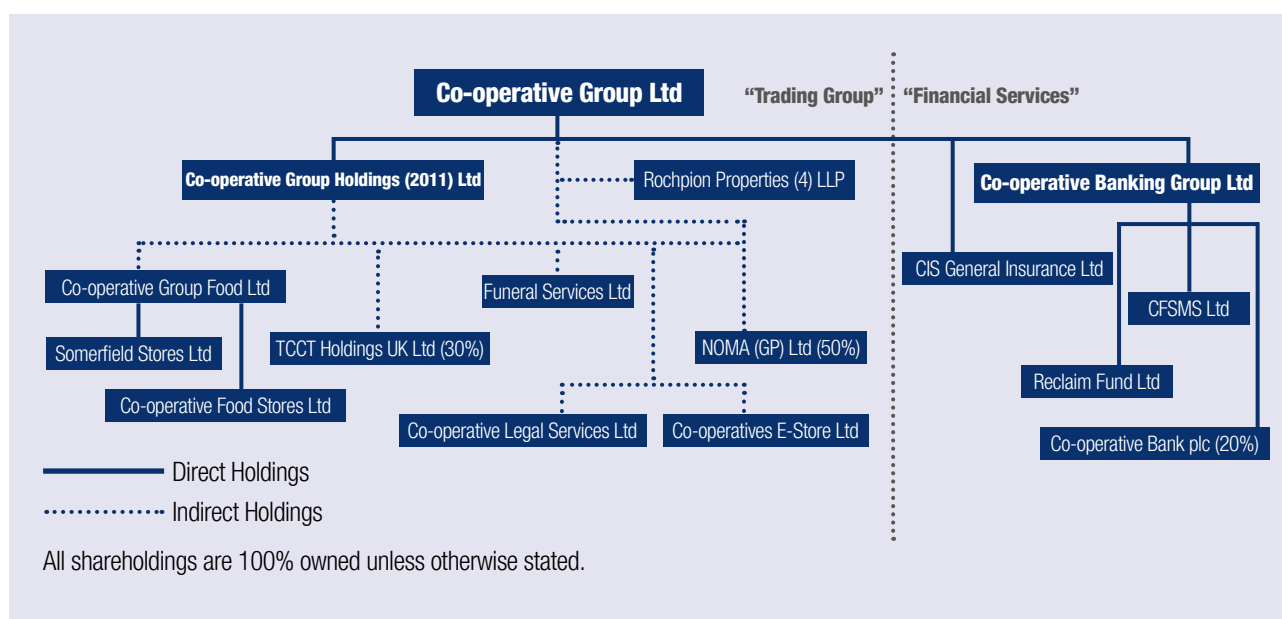 Co-operative Group Ltd
“Trading Group”
“Financial Services”
Co-operative Group Holdings (2011) Ltd
Rochpion Properties (4) LLP
Co-operative Banking Group Ltd
CIS General Insurance Ltd
Co-operative Group Food Ltd
Funeral Services Ltd
CFSMS Ltd
Somerfield Stores Ltd
TCCT Holdings UK Ltd (30%)
NOMA (GP) Ltd (50%)
Reclaim Fund Ltd
Co-operative Food Stores Ltd
Co-operative Legal Services Ltd
Co-operatives E-Store Ltd
Co-operative Bank plc (20%)
Direct Holdings
Indirect Holdings
All shareholdings are 100% owned unless otherwise stated.